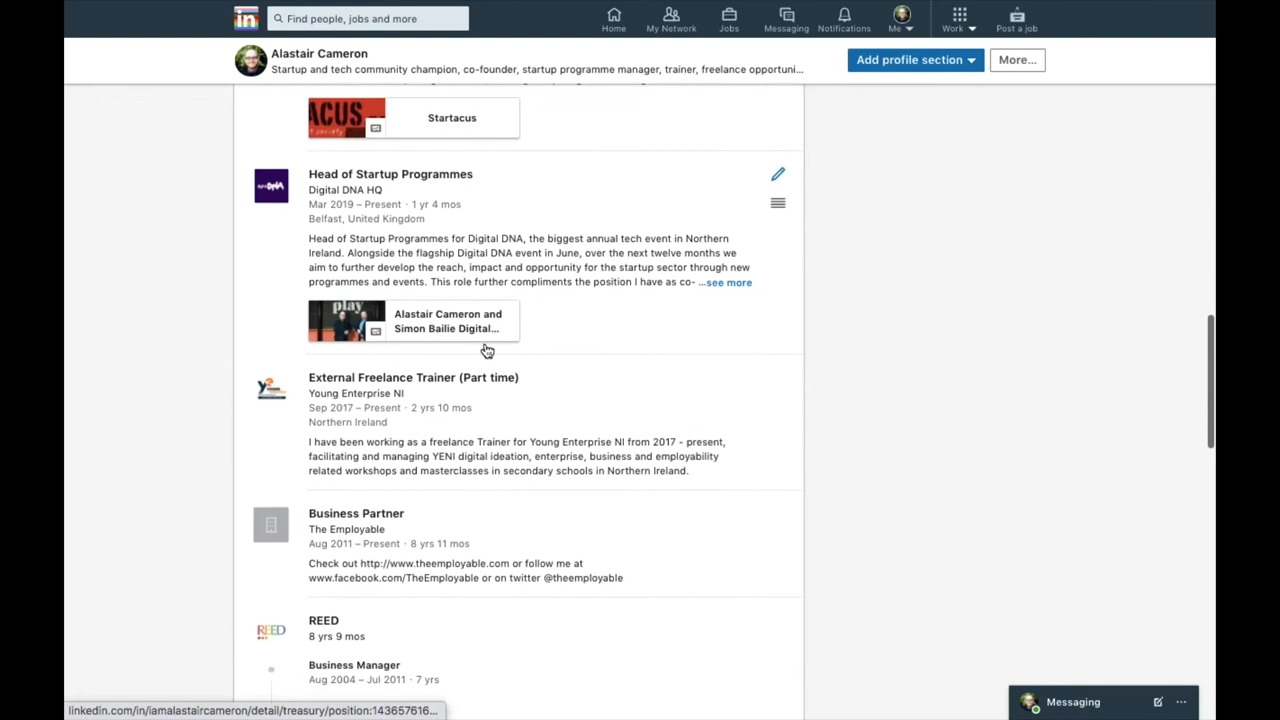 in
Find people, jobs and more
Home
My Network
Jobs
Messaging
Notifications
Me
Work
Post a job
Alastair Cameron
Startup and tech community champion, co-founder, startup programme manager, trainer, freelance opportuni...
Add profile section
More...
ACUS
Startacus
Head of Startup Programmes
Digital DNA HQ
Mar 2019 – Present · 1 yr 4 mos
Belfast, United Kingdom
Head of Startup Programmes for Digital DNA, the biggest annual tech event in Northern
Ireland. Alongside the flagship Digital DNA event in June, over the next twelve months we
aim to further develop the reach, impact and opportunity for the startup sector through new
programmes and events. This role further compliments the position I have as co- ...see more
play
Alastair Cameron and
Simon Bailie Digital...
External Freelance Trainer (Part time)
Young Enterprise NI
Sep 2017 – Present · 2 yrs 10 mos
Northern Ireland
I have been working as a freelance Trainer for Young Enterprise NI from 2017 - present,
facilitating and managing YENI digital ideation, enterprise, business and employability
related workshops and masterclasses in secondary schools in Northern Ireland.
Business Partner
The Employable
Aug 2011 – Present · 8 yrs 11 mos
Check out http://www.theemployable.com or follow me at
www.facebook.com/TheEmployable or on twitter @theemployable
REED
REED
8 yrs 9 mos
Business Manager
Aug 2004 – Jul 2011 · 7 yrs
linkedin.com/in/iamalastaircameron/detail/treasury/position:143657616...
Messaging